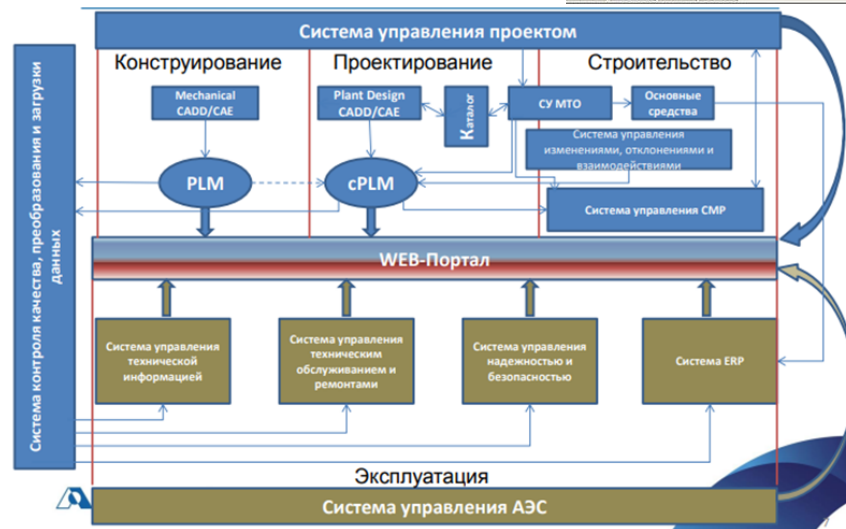 Система управления проектом
Конструирование
Проектирование
Строительство
Mechanical
CADD/CAE
Plant Design
CADD/CAE
Каталог
СУ МТО
Основные
средства
Система управления
изменениями, отклонениями и
взаимодействиями
PLM
cPLM
Система управления СМР
Система контроля качества, преобразования и загрузки
данных
WEB-Портал
Система управления
технической
информацией
Система управления
техническим
обслуживанием и
ремонтами
Система управления
надежностью и
безопасностью
Система ERP
Эксплуатация
Система управления АЭС
7